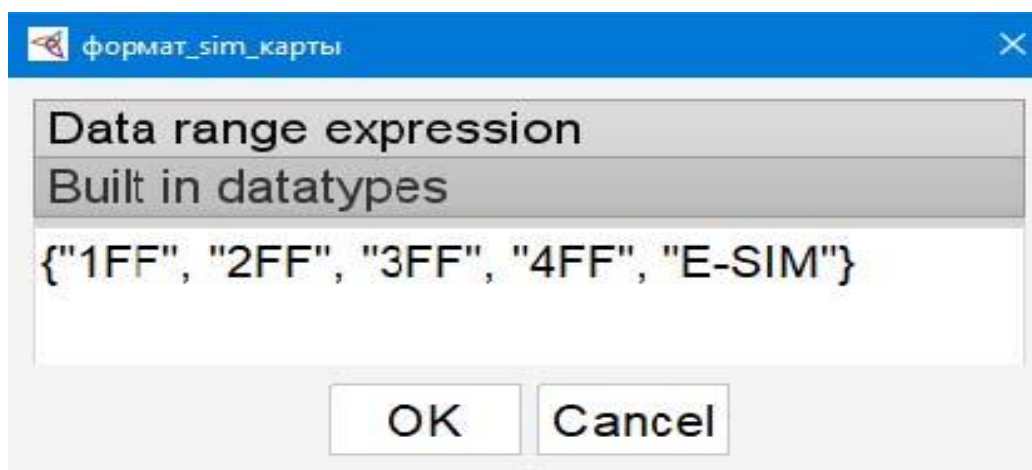 формат_sim_карты
Data range expression
Built in datatypes
{"1FF", "2FF", "3FF", "4FF", "E-SIM"}
OK Cancel